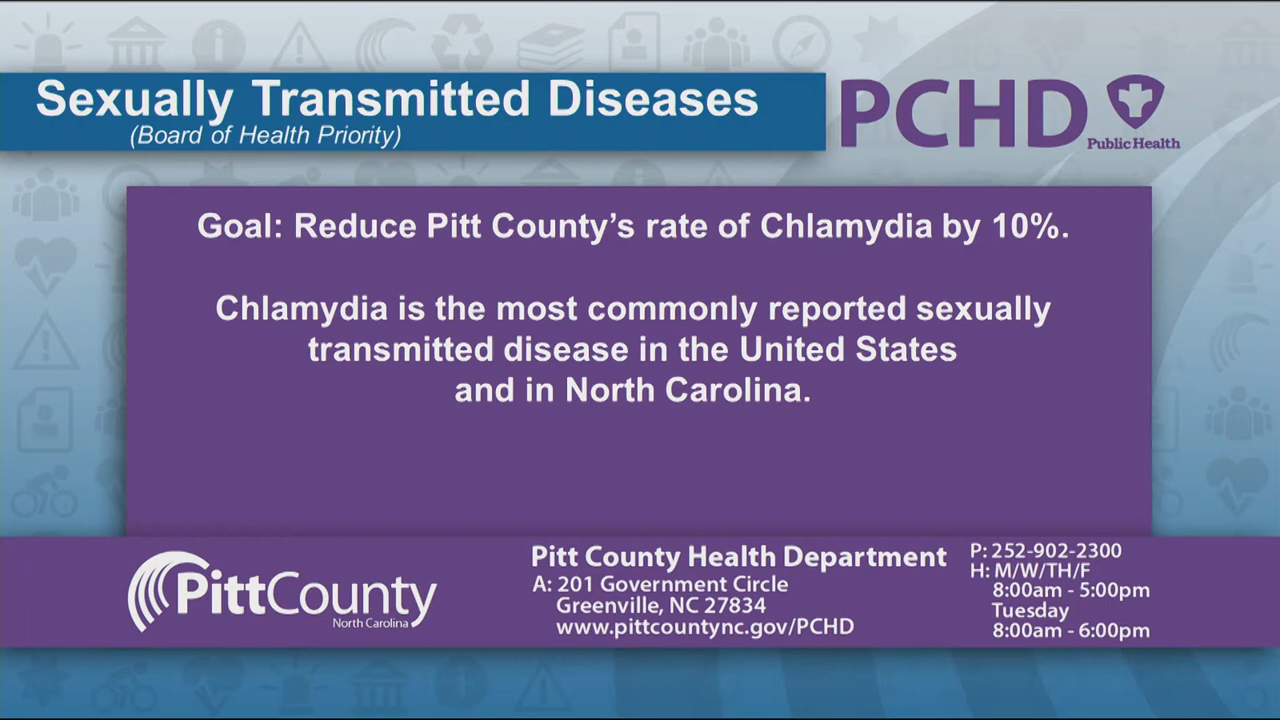 Sexually Transmitted Diseases
(Board of Health Priority)
PCHD
Public Health
Goal: Reduce Pitt County’s rate of Chlamydia by 10%.
Chlamydia is the most commonly reported sexually
transmitted disease in the United States
and in North Carolina.
PittCounty
North Carolina
Pitt County Health Department
A: 201 Government Circle
Greenville, NC 27834
www.pittcountync.gov/PCHD
P: 252-902-2300
H: M/W/TH/F
8:00am - 5:00pm
Tuesday
8:00am - 6:00pm